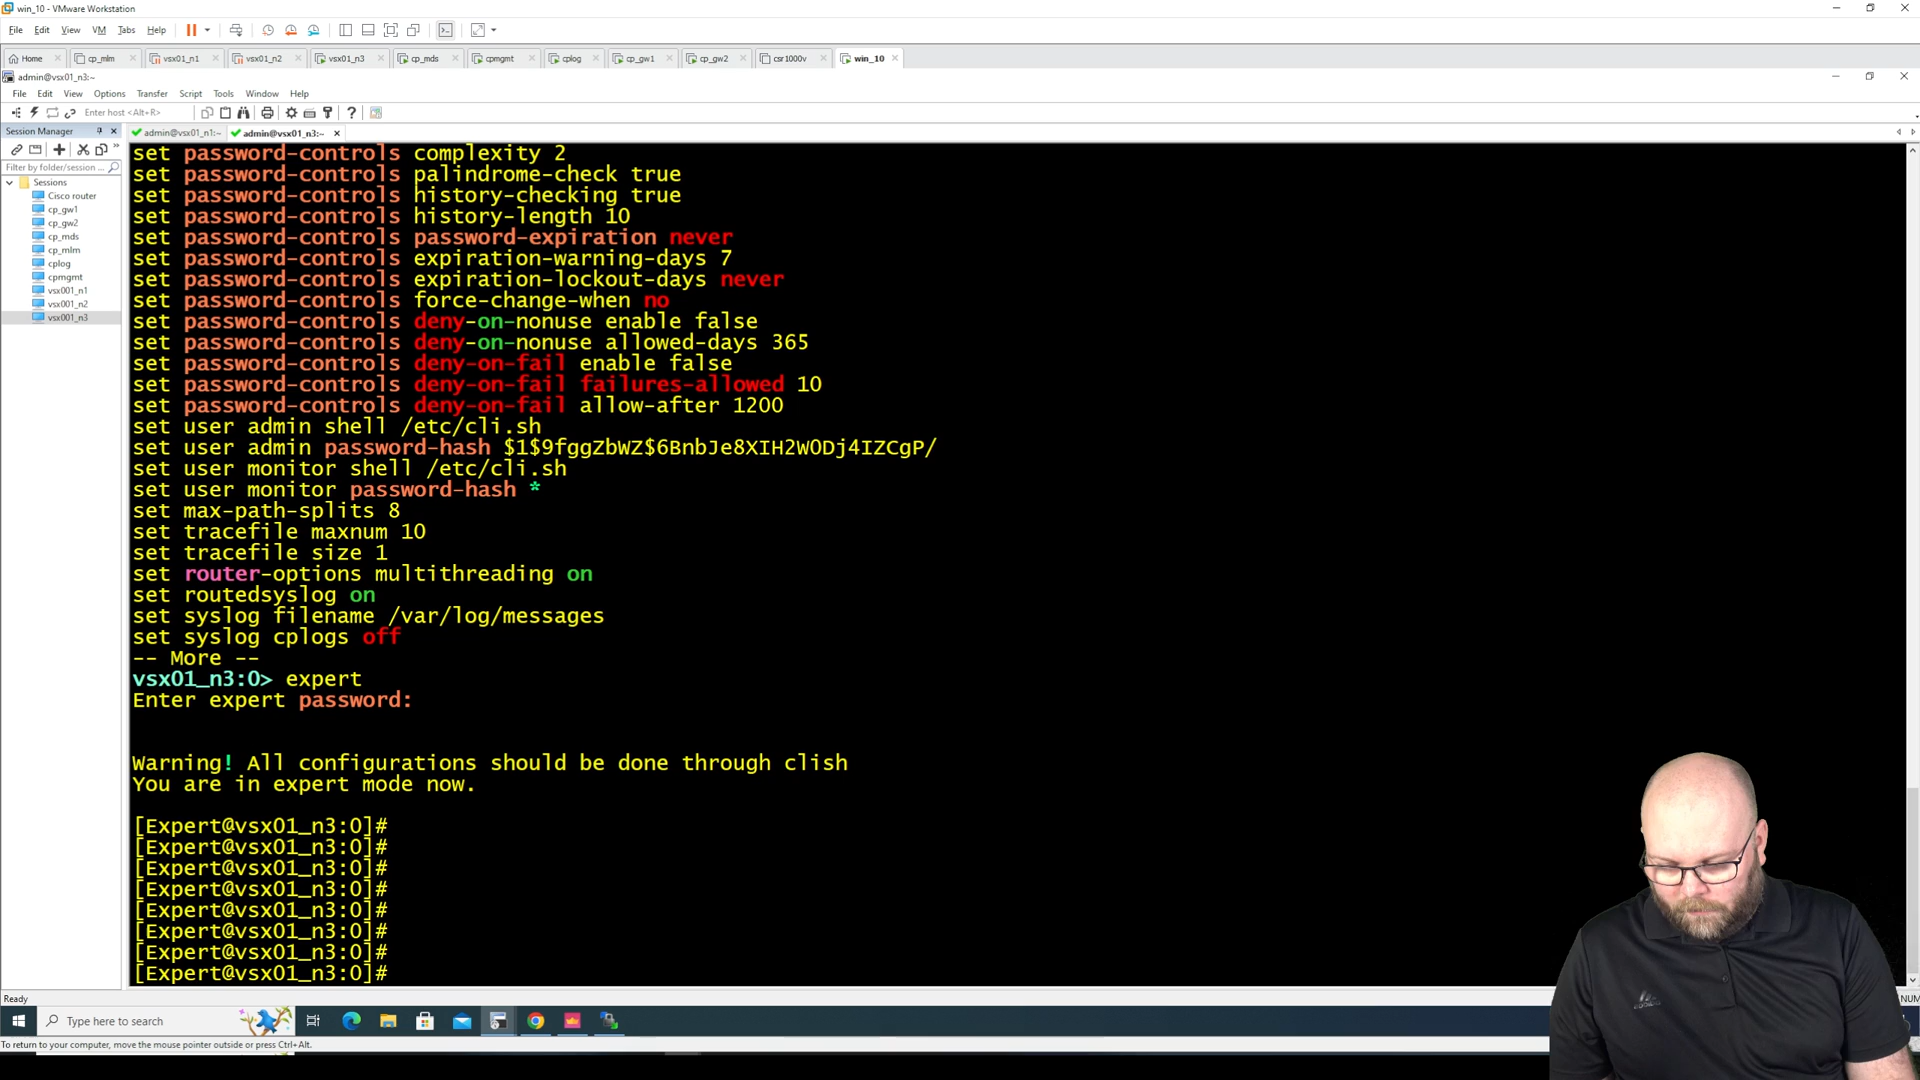 win_10 - VMware Workstation
File Edit View VM Tabs Help
Home cp_mlm vsx01_n1 vsx01_n2 vsx01_n3 cp_mds cpmgmt cplog cp_gw1 cp_gw2 csr1000v win_10
admin@vsx01_n3:~
File Edit View Options Transfer Script Tools Window Help
Enter host <Alt+R>
Session Manager
admin@vsx01_n1:~ admin@vsx01_n3:~
Filter by folder/session ...
Sessions
Cisco router
cp_gw1
cp_gw2
cp_mds
cp_mlm
cplog
cpmgmt
vsx001_n1
vsx001_n2
vsx001_n3
set password-controls complexity 2
set password-controls palindrome-check true
set password-controls history-checking true
set password-controls history-length 10
set password-controls password-expiration never
set password-controls expiration-warning-days 7
set password-controls expiration-lockout-days never
set password-controls force-change-when no
set password-controls deny-on-nonuse enable false
set password-controls deny-on-nonuse allowed-days 365
set password-controls deny-on-fail enable false
set password-controls deny-on-fail failures-allowed 10
set password-controls deny-on-fail allow-after 1200
set user admin shell /etc/cli.sh
set user admin password-hash $1$9fggZbWZ$6BnbJe8XIH2WODj4IZCgP/
set user monitor shell /etc/cli.sh
set user monitor password-hash *
set max-path-splits 8
set tracefile maxnum 10
set tracefile size 1
set router-options multithreading on
set routedsyslog on
set syslog filename /var/log/messages
set syslog cplogs off
-- More --
vsx01_n3:0> expert
Enter expert password:
Warning! All configurations should be done through clish
You are in expert mode now.
[Expert@vsx01_n3:0]#
[Expert@vsx01_n3:0]#
[Expert@vsx01_n3:0]#
[Expert@vsx01_n3:0]#
[Expert@vsx01_n3:0]#
[Expert@vsx01_n3:0]#
[Expert@vsx01_n3:0]#
[Expert@vsx01_n3:0]#
Ready
NUM
Type here to search
To return to your computer, move the mouse pointer outside or press Ctrl+Alt.